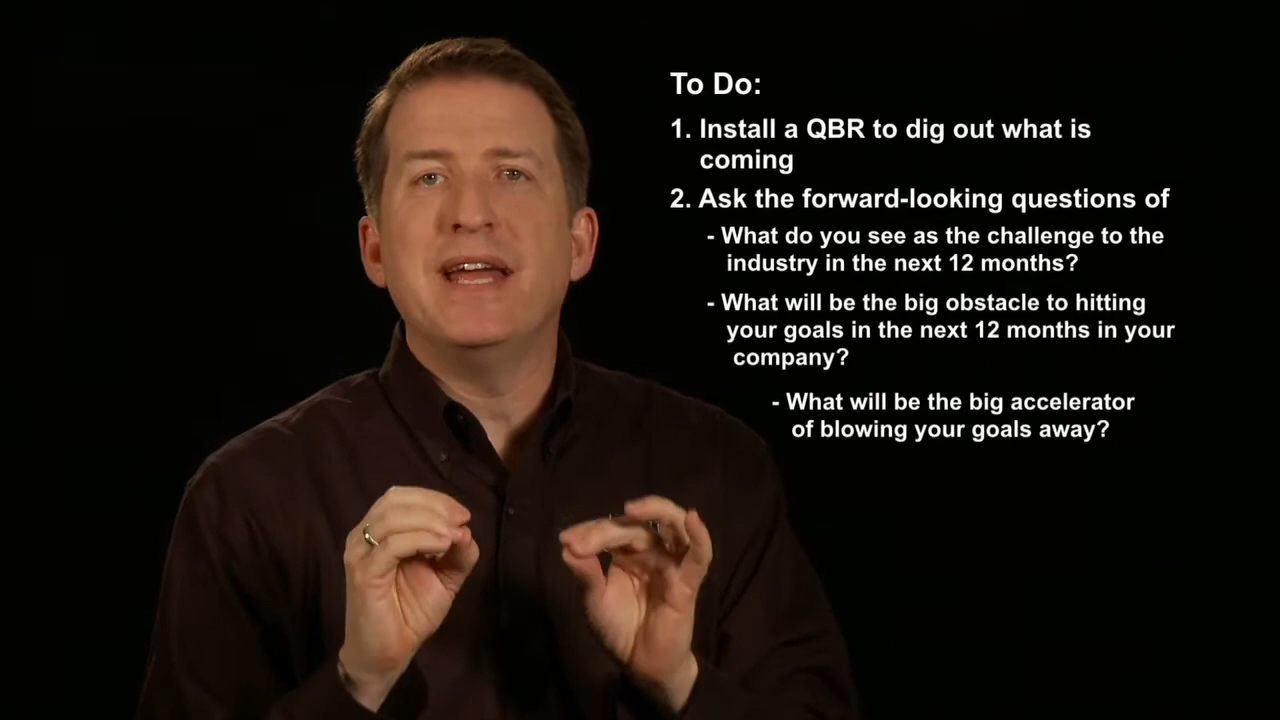 To Do:
1. Install a QBR to dig out what is
coming
2. Ask the forward-looking questions of
- What do you see as the challenge to the
industry in the next 12 months?
- What will be the big obstacle to hitting
your goals in the next 12 months in your
company?
- What will be the big accelerator
of blowing your goals away?